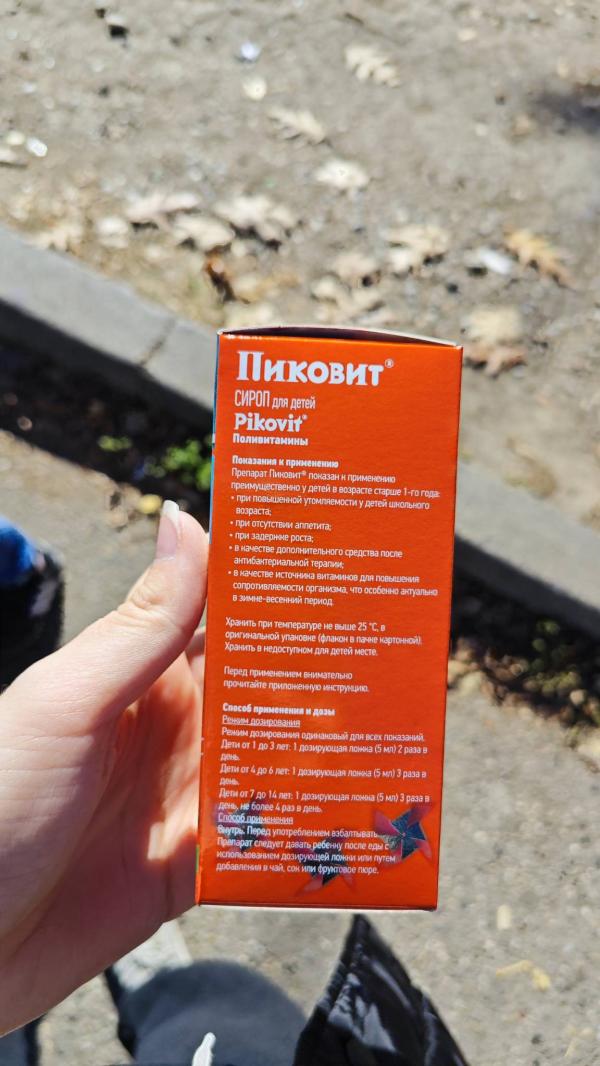 Пиковит®
СИРОП для детей
Pikovit®
Поливитамины
Показания к применению
Препарат Пиковит® показан к применению
преимущественно у детей в возрасте старше 1-го года:
• при повышенной утомляемости у детей школьного
возраста;
• при отсутствии аппетита;
• при задержке роста;
• в качестве дополнительного средства после
антибактериальной терапии;
• в качестве источника витаминов для повышения
сопротивляемости организма, что особенно актуально
в зимне-весенний период.
Хранить при температуре не выше 25 °C, в
оригинальной упаковке (флакон в пачке картонной).
Хранить в недоступном для детей месте.
Перед применением внимательно
прочитайте приложенную инструкцию.
Способ применения и дозы
Режим дозирования
Режим дозирования одинаковый для всех показаний.
Дети от 1 до 3 лет: 1 дозирующая ложка (5 мл) 2 раза в
день.
Дети от 4 до 6 лет: 1 дозирующая ложка (5 мл) 3 раза в
день.
Дети от 7 до 14 лет: 1 дозирующая ложка (5 мл) 3 раза в
день, не более 4 раз в день.
Способ применения
Внутрь. Перед употреблением взбалтывать.
Препарат следует давать ребенку после еды с
использованием дозирующей ложки или путем
добавления в чай, сок или фруктовое пюре.